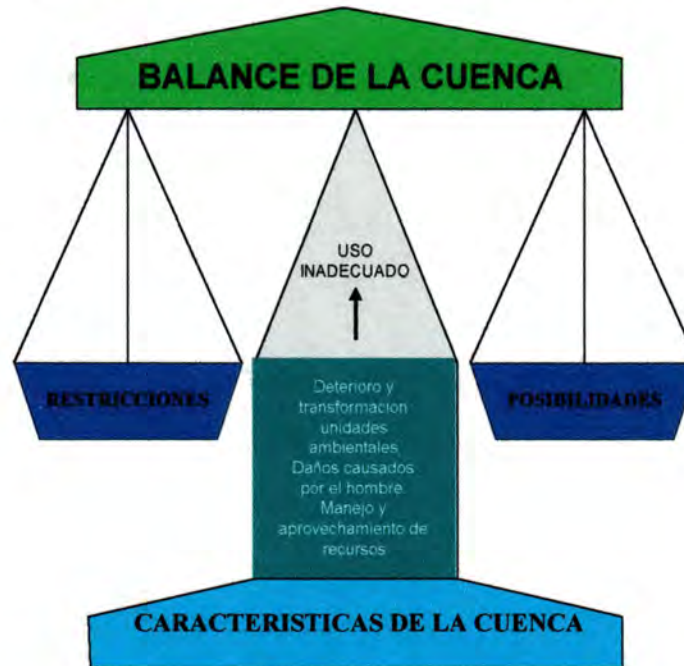 BALANCE DE LA CUENCA
USO
INADECUADO
RESTRICCIONES
Deterioro y
transformacion
unidades
ambientales
Daños causados
por el hombre
Manejo y
aprovechamiento de
recursos
POSIBILIDADES
CARACTERISTICAS DE LA CUENCA